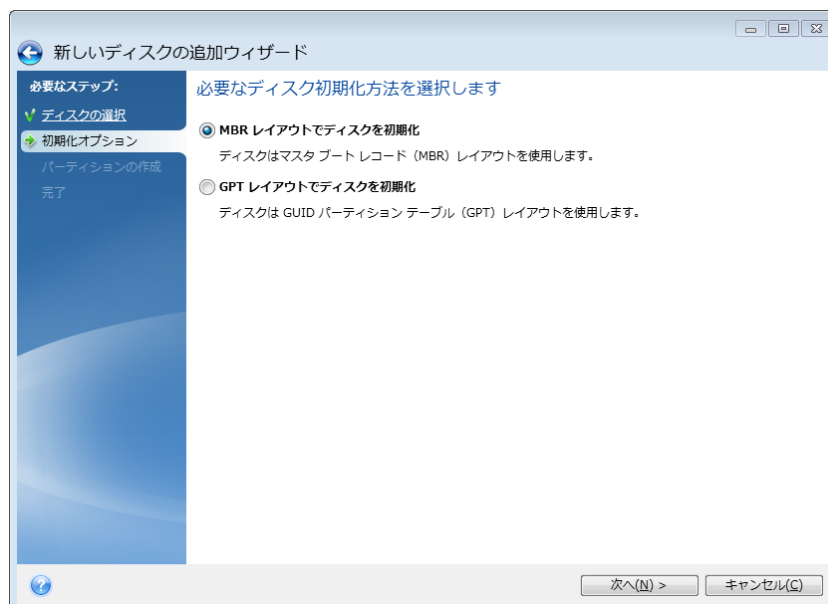 新しいディスクの追加ウィザード
必要なステップ:
ディスクの選択
初期化オプション
パーティションの作成
完了
必要なディスク初期化方法を選択します
MBR レイアウトでディスクを初期化
ディスクはマスタ ブート レコード（MBR）レイアウトを使用します。
GPT レイアウトでディスクを初期化
ディスクは GUID パーティション テーブル（GPT）レイアウトを使用します。
次へ(N) >
キャンセル(C)